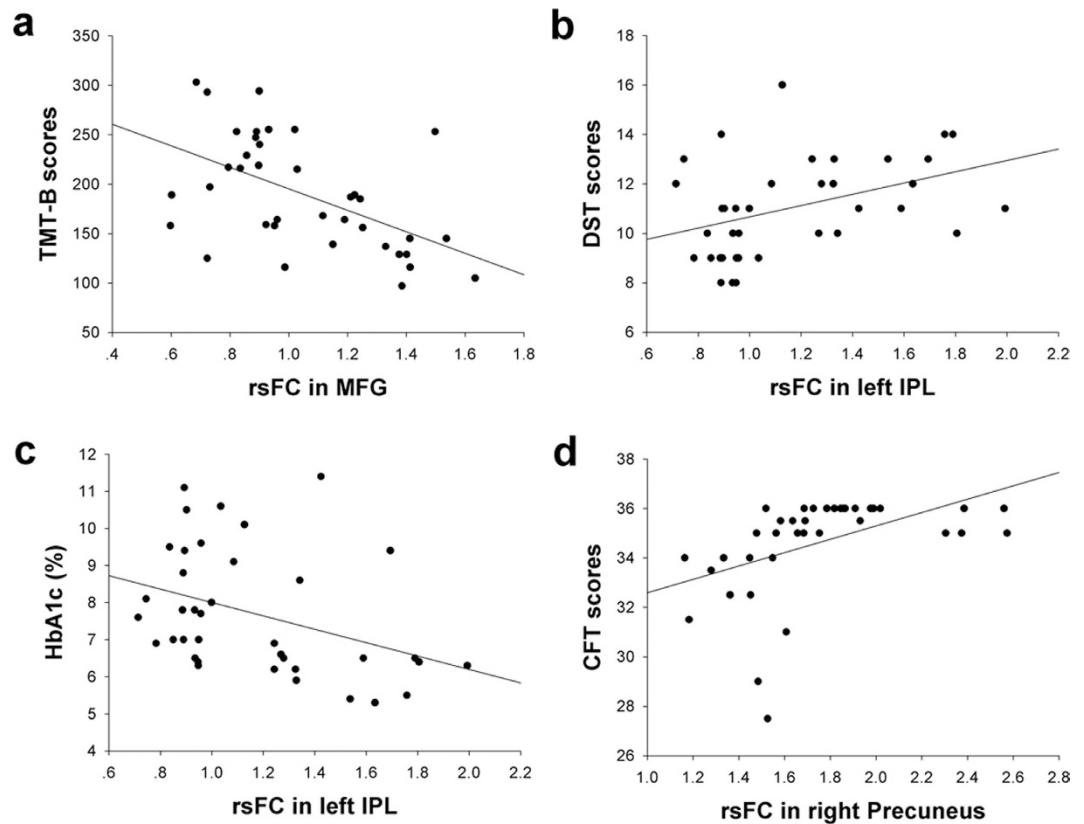 a
TMT-B scores
350
300
250
200
150
100
50
.4 .6 .8 1.0 1.2 1.4 1.6 1.8
rsFC in MFG
b
DST scores
18
16
14
12
10
8
6
.6 .8 1.0 1.2 1.4 1.6 1.8 2.0 2.2
rsFC in left IPL
c
HbA1c (%)
12
11
10
9
8
7
6
5
4
.6 .8 1.0 1.2 1.4 1.6 1.8 2.0 2.2
rsFC in left IPL
d
CFT scores
38
36
34
32
30
28
26
1.0 1.2 1.4 1.6 1.8 2.0 2.2 2.4 2.6 2.8
rsFC in right Precuneus